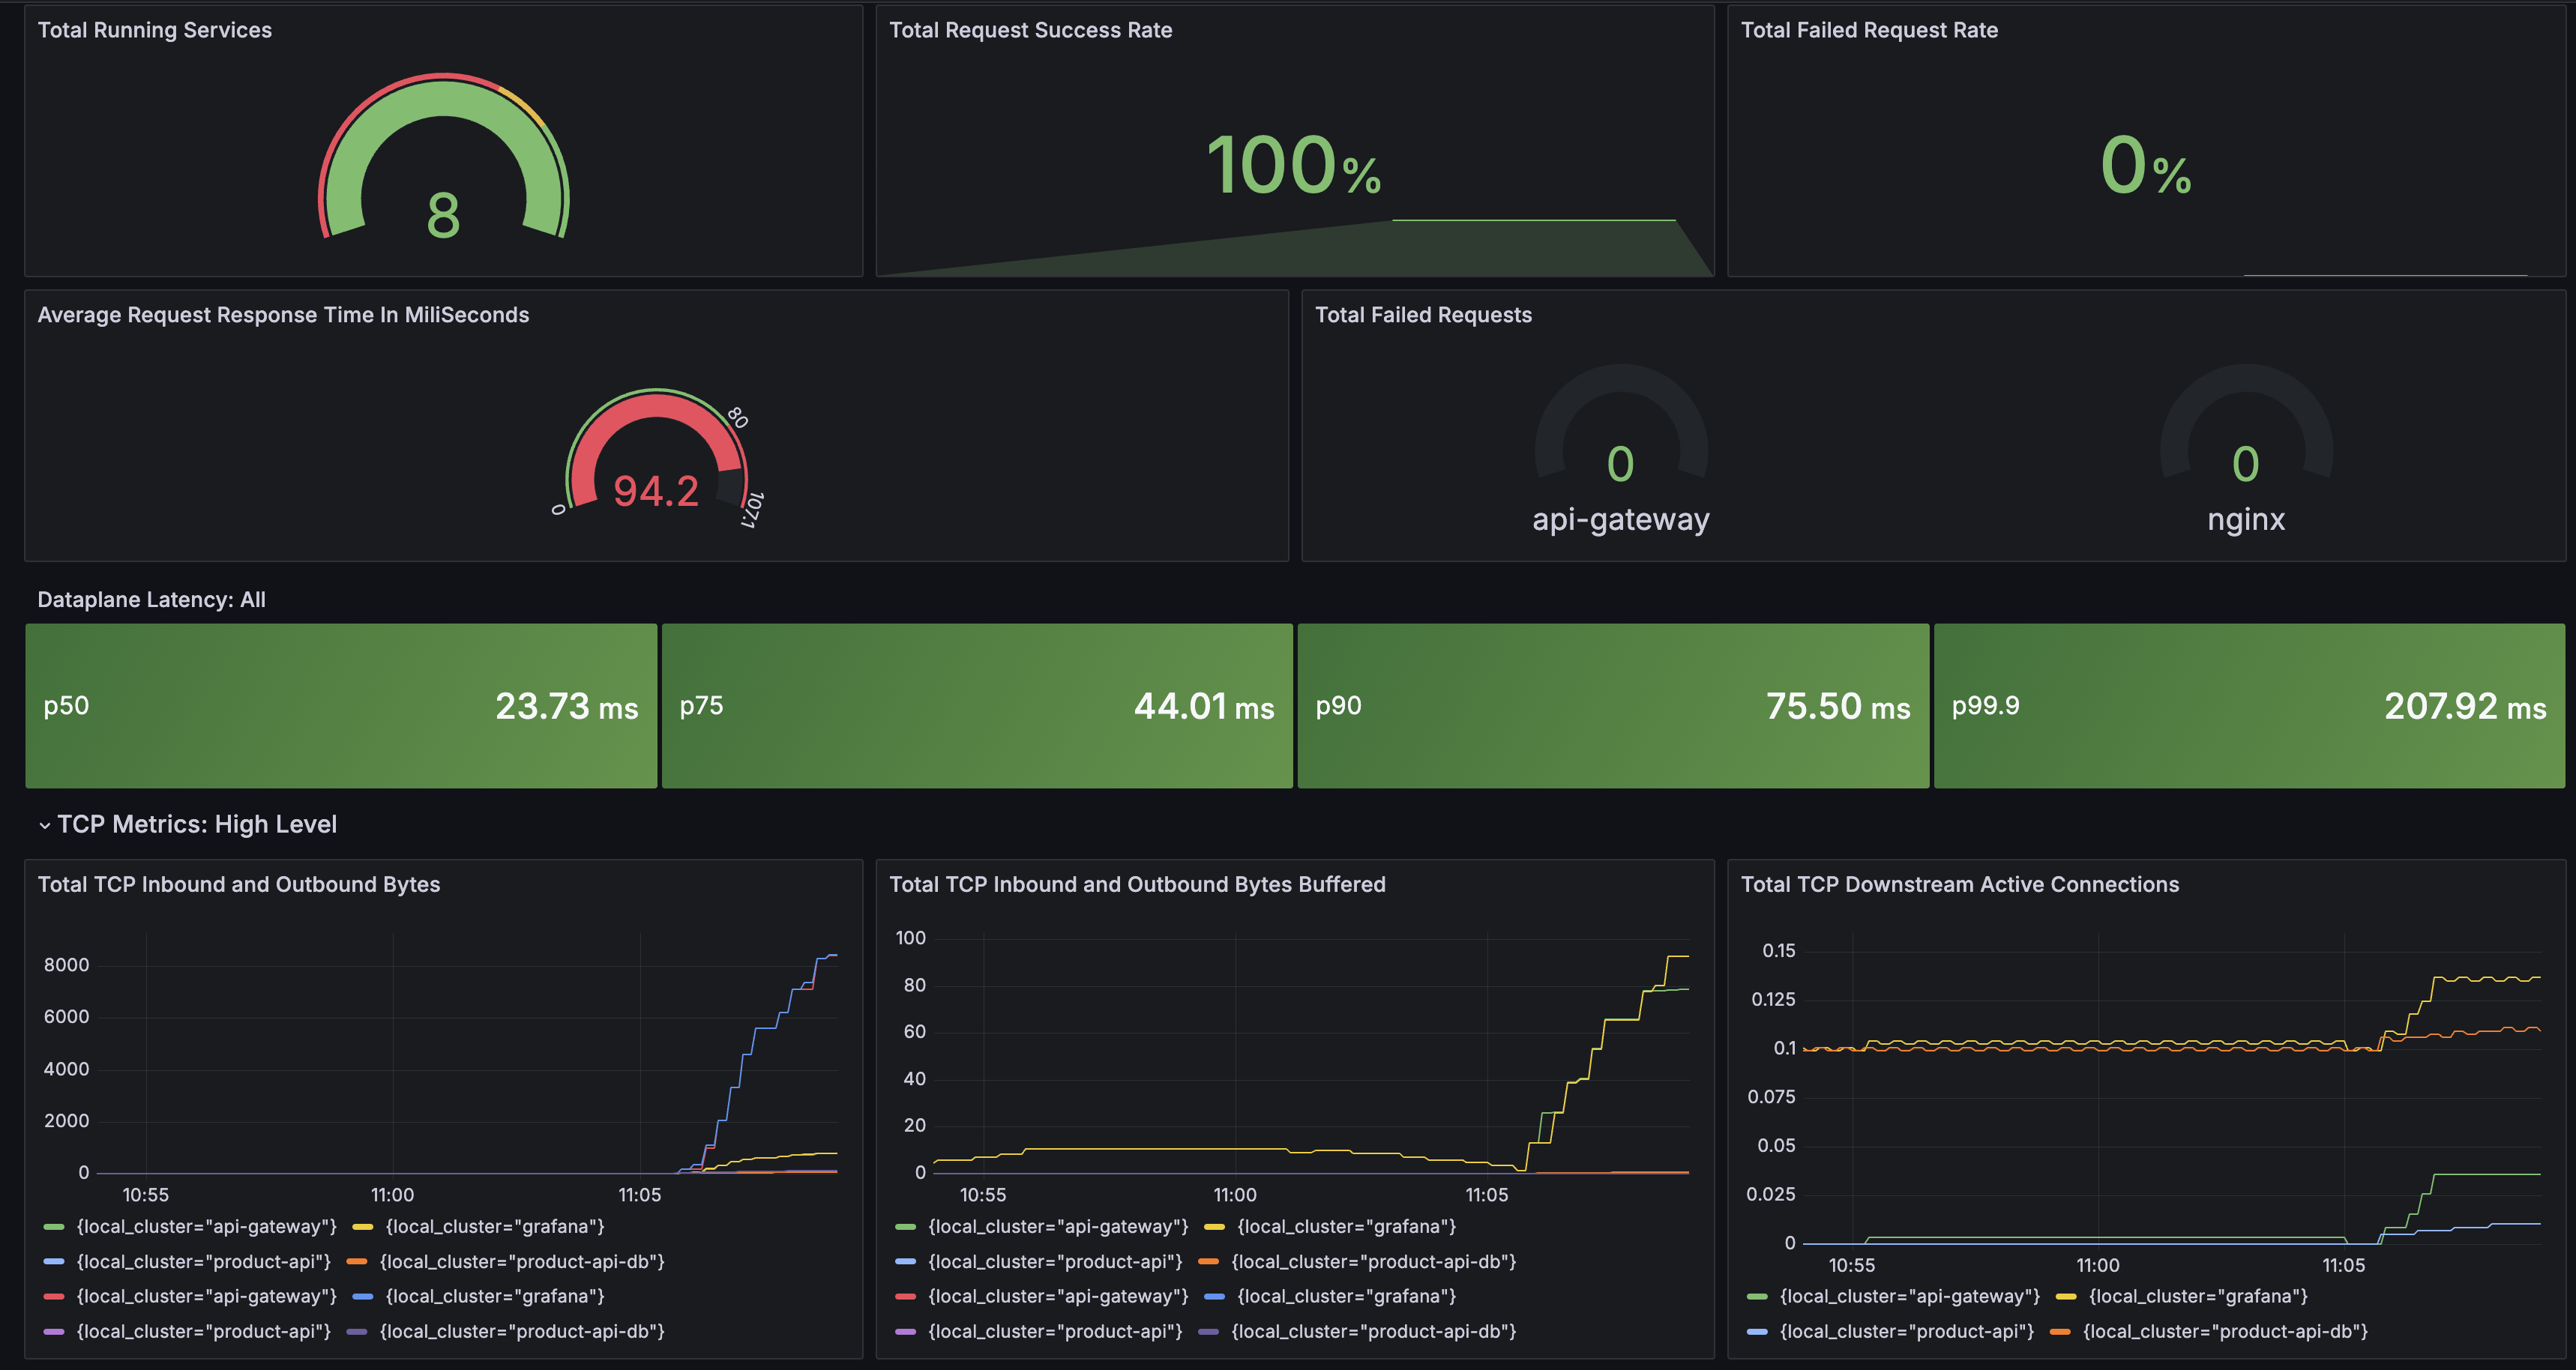 Total Running Services
8
Total Request Success Rate
100%
Total Failed Request Rate
0%
Average Request Response Time In MiliSeconds
0
80
107.1
94.2
Total Failed Requests
0
api-gateway
0
nginx
Dataplane Latency: All
p50 23.73 ms
p75 44.01 ms
p90 75.50 ms
p99.9 207.92 ms
TCP Metrics: High Level
Total TCP Inbound and Outbound Bytes
8000
6000
4000
2000
0
10:55 11:00 11:05
{local_cluster="api-gateway"} {local_cluster="grafana"}
{local_cluster="product-api"} {local_cluster="product-api-db"}
{local_cluster="api-gateway"} {local_cluster="grafana"}
{local_cluster="product-api"} {local_cluster="product-api-db"}
Total TCP Inbound and Outbound Bytes Buffered
100
80
60
40
20
0
10:55 11:00 11:05
{local_cluster="api-gateway"} {local_cluster="grafana"}
{local_cluster="product-api"} {local_cluster="product-api-db"}
{local_cluster="api-gateway"} {local_cluster="grafana"}
{local_cluster="product-api"} {local_cluster="product-api-db"}
Total TCP Downstream Active Connections
0.15
0.125
0.1
0.075
0.05
0.025
0
10:55 11:00 11:05
{local_cluster="api-gateway"} {local_cluster="grafana"}
{local_cluster="product-api"} {local_cluster="product-api-db"}